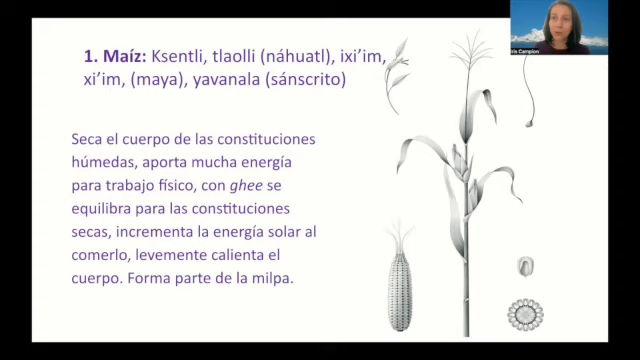 1. Maíz: Ksentli, tlaolli (náhuatl), ixi’im,
xi’im, (maya), yavanala (sánscrito)
Seca el cuerpo de las constituciones
húmedas, aporta mucha energía
para trabajo físico, con ghee se
equilibra para las constituciones
secas, incrementa la energía solar al
comerlo, levemente calienta el
cuerpo. Forma parte de la milpa.
Campion